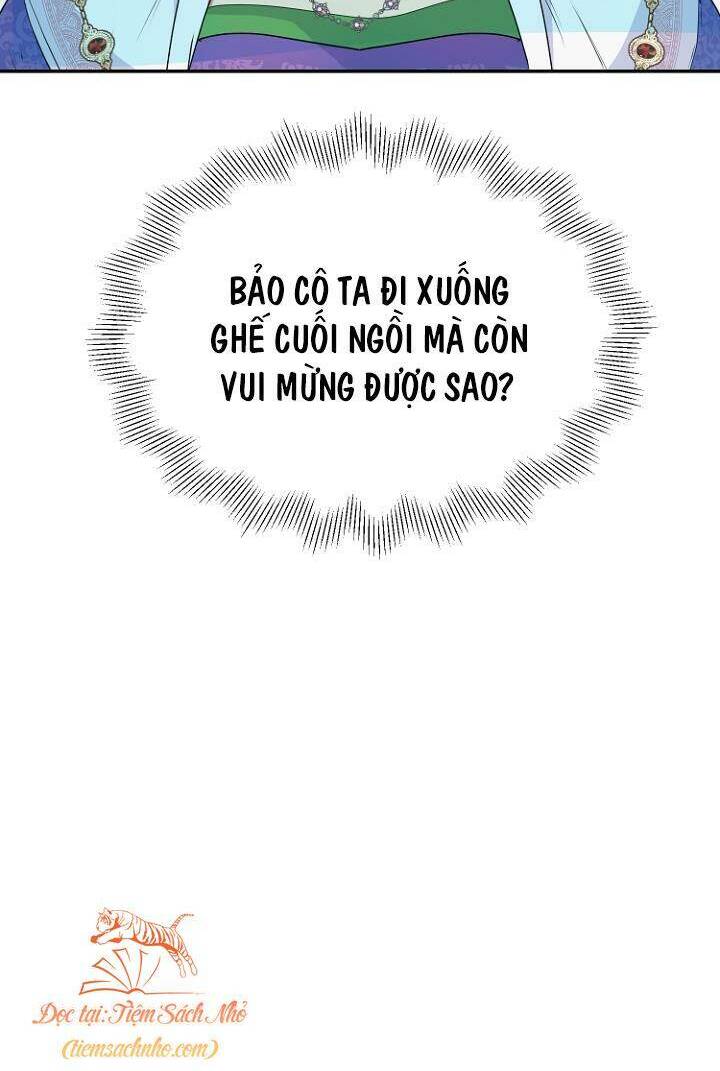 BẢO CÔ TA ĐI XUỐNG
GHẾ CUỐI NGỒI MÀ CÒN
VUI MỪNG ĐƯỢC SAO?
Đọc tại: Tiệm Sách Nhỏ
(tiemsachnho.com)